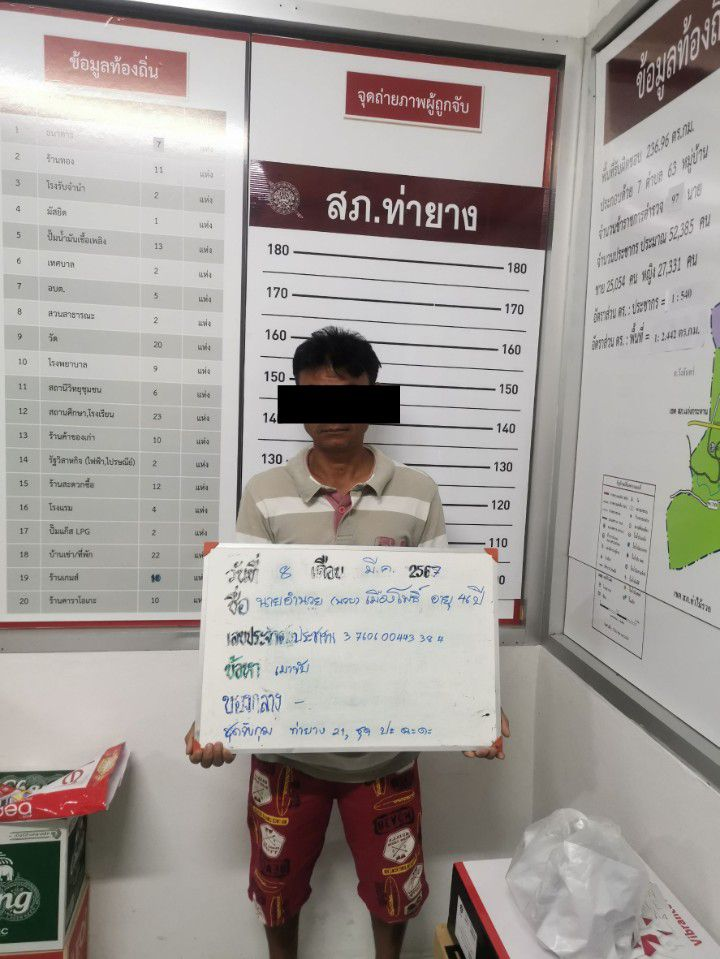 ข้อมูลท้องถิ่น
1 ธนาคาร 7 แห่ง
2 ร้านทอง 11 แห่ง
3 โรงรับจำนำ 2 แห่ง
4 มัสยิด 1 แห่ง
5 ปั๊มน้ำมันเชื้อเพลิง 13 แห่ง
6 เทศบาล 2 แห่ง
7 อบต. 5 แห่ง
8 สวนสาธารณะ 2 แห่ง
9 วัด 20 แห่ง
10 โรงพยาบาล 9 แห่ง
11 สถานีวิทยุชุมชน 6 แห่ง
12 สถานศึกษา,โรงเรียน 23 แห่ง
13 ร้านค้าของเก่า 10 แห่ง
14 รัฐวิสาหกิจ (ไฟฟ้า,ไปรษณีย์) 2 แห่ง
15 ร้านสะดวกซื้อ 12 แห่ง
16 โรงแรม 4 แห่ง
17 ปั๊มแก๊ส LPG 2 แห่ง
18 บ้านเช่า/ที่พัก 22 แห่ง
19 ร้านเกมส์ แห่ง
20 ร้านคาราโอเกะ
จุดถ่ายภาพผู้ถูกจับ
สภ.ท่ายาง
180 180
170 170
160 160
150 150
14 140
130 130
120
110
วันที่ 8 เดือน มี.ค. 2567
ชื่อ นายอำนวย (นวย) เมืองโพธิ์ อายุ 46 ปี
เลขประจำตัวประชาชน
ข้อหา เมาขับ
ของกลาง -
ชุดจับกุม ท่ายาง 21,
ข้อมูลท้องถิ่
พื้นที่รับผิดชอบ 236.96 ตร.กม.
ประกอบด้วย 7 ตำบล 63 หมู่บ้าน
จำนวนข้าราชการตำรวจ 97 นาย
จำนวนประชากร ประมาณ 52,385 คน
ชาย 25,054 คน หญิง 27,331 คน
อัตราส่วน ตร. : ประชากร = 1 : 540
อัตราส่วน ตร. : พื้นที่ = 1 : 2.442 ตร.กม.
Vibrance